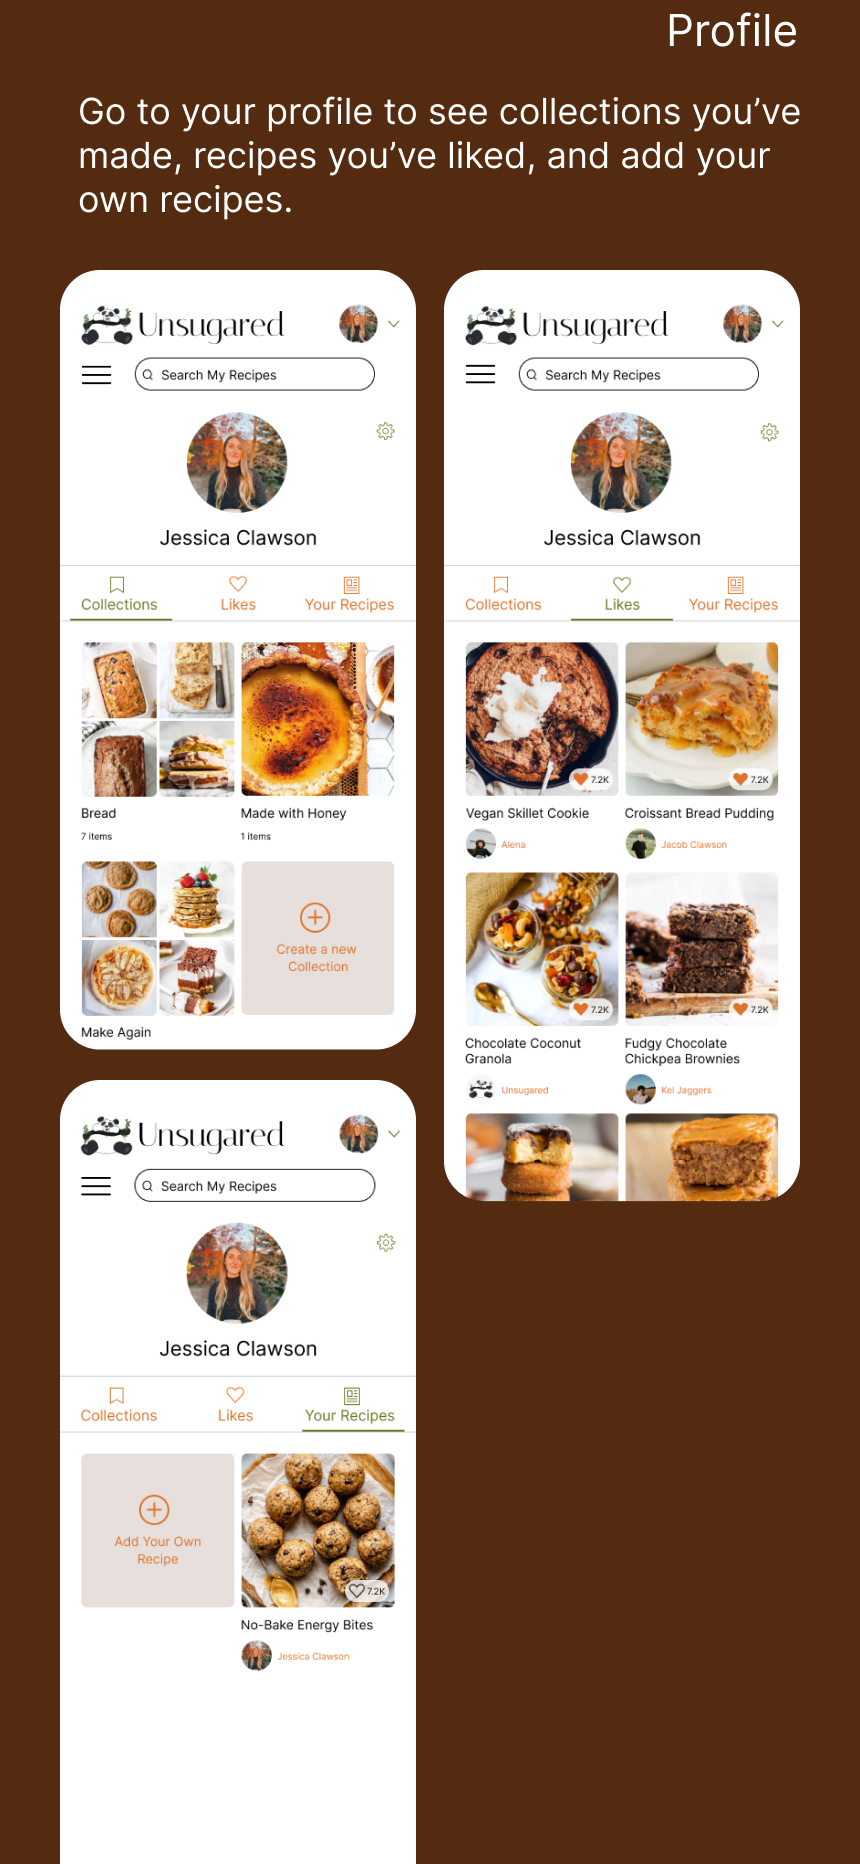 Profile
Go to your profile to see collections you’ve
made, recipes you’ve liked, and add your
own recipes.
Unsugared
Search My Recipes
Jessica Clawson
Collections
Likes
Your Recipes
Bread
7 items
Made with Honey
1 items
Create a new
Collection
Make Again
Unsugared
Search My Recipes
Jessica Clawson
Collections
Likes
Your Recipes
7.2K
7.2K
Vegan Skillet Cookie
Croissant Bread Pudding
Alena
Jacob Clawson
7.2K
7.2K
Chocolate Coconut
Granola
Fudgy Chocolate
Chickpea Brownies
Unsugared
Kel Jaggers
Unsugared
Search My Recipes
Jessica Clawson
Collections
Likes
Your Recipes
Add Your Own
Recipe
7.2K
No-Bake Energy Bites
Jessica Clawson